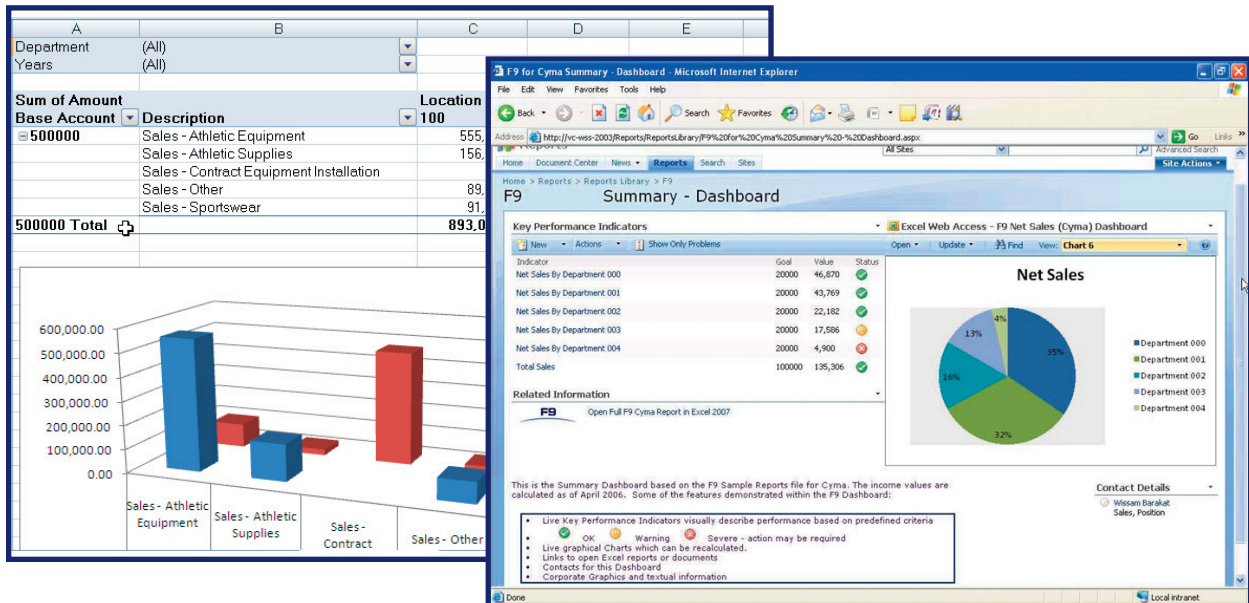 A B C D E
Department (All)
Years (All)
Sum of Amount Location
Base Account Description 100
500000 Sales - Athletic Equipment 555,
Sales - Athletic Supplies 156,
Sales - Contract Equipment Installation
Sales - Other 89,
Sales - Sportswear 91,
500000 Total 893,0
600,000.00
500,000.00
400,000.00
300,000.00
200,000.00
100,000.00
0.00
Sales - Athletic Equipment
Sales - Athletic Supplies
Sales - Contract
Sales - Other
F9 for Cyma Summary - Dashboard - Microsoft Internet Explorer
File Edit View Favorites Tools Help
Back Search Favorites
Address http://vc-wss-2003/Reports/ReportsLibrary/F9%20for%20Cyma%20Summary%20-%20Dashboard.aspx Go Links »
Reports All Sites Advanced Search
Home Document Center News Reports Search Sites Site Actions
Home > Reports > Reports Library > F9
F9 Summary - Dashboard
Key Performance Indicators
New Actions Show Only Problems
Indicator Goal Value Status
Net Sales By Department 000 20000 46,870
Net Sales By Department 001 20000 43,769
Net Sales By Department 002 20000 22,182
Net Sales By Department 003 20000 17,586
Net Sales By Department 004 20000 4,900
Total Sales 100000 135,306
Related Information
F9 Open Full F9 Cyma Report in Excel 2007
Excel Web Access - F9 Net Sales (Cyma) Dashboard
Open Update Find View: Chart 6
Net Sales
4%
13%
35%
16%
32%
Department 000
Department 001
Department 002
Department 003
Department 004
This is the Summary Dashboard based on the F9 Sample Reports file for Cyma. The income values are
calculated as of April 2006. Some of the features demonstrated within the F9 Dashboard:
• Live Key Performance Indicators visually describe performance based on predefined criteria
• OK Warning Severe - action may be required
• Live graphical Charts which can be recalculated.
• Links to open Excel reports or documents
• Contacts for this Dashboard
• Corporate Graphics and textual information
Contact Details
Wissam Barakat
Sales, Position
Done Local intranet